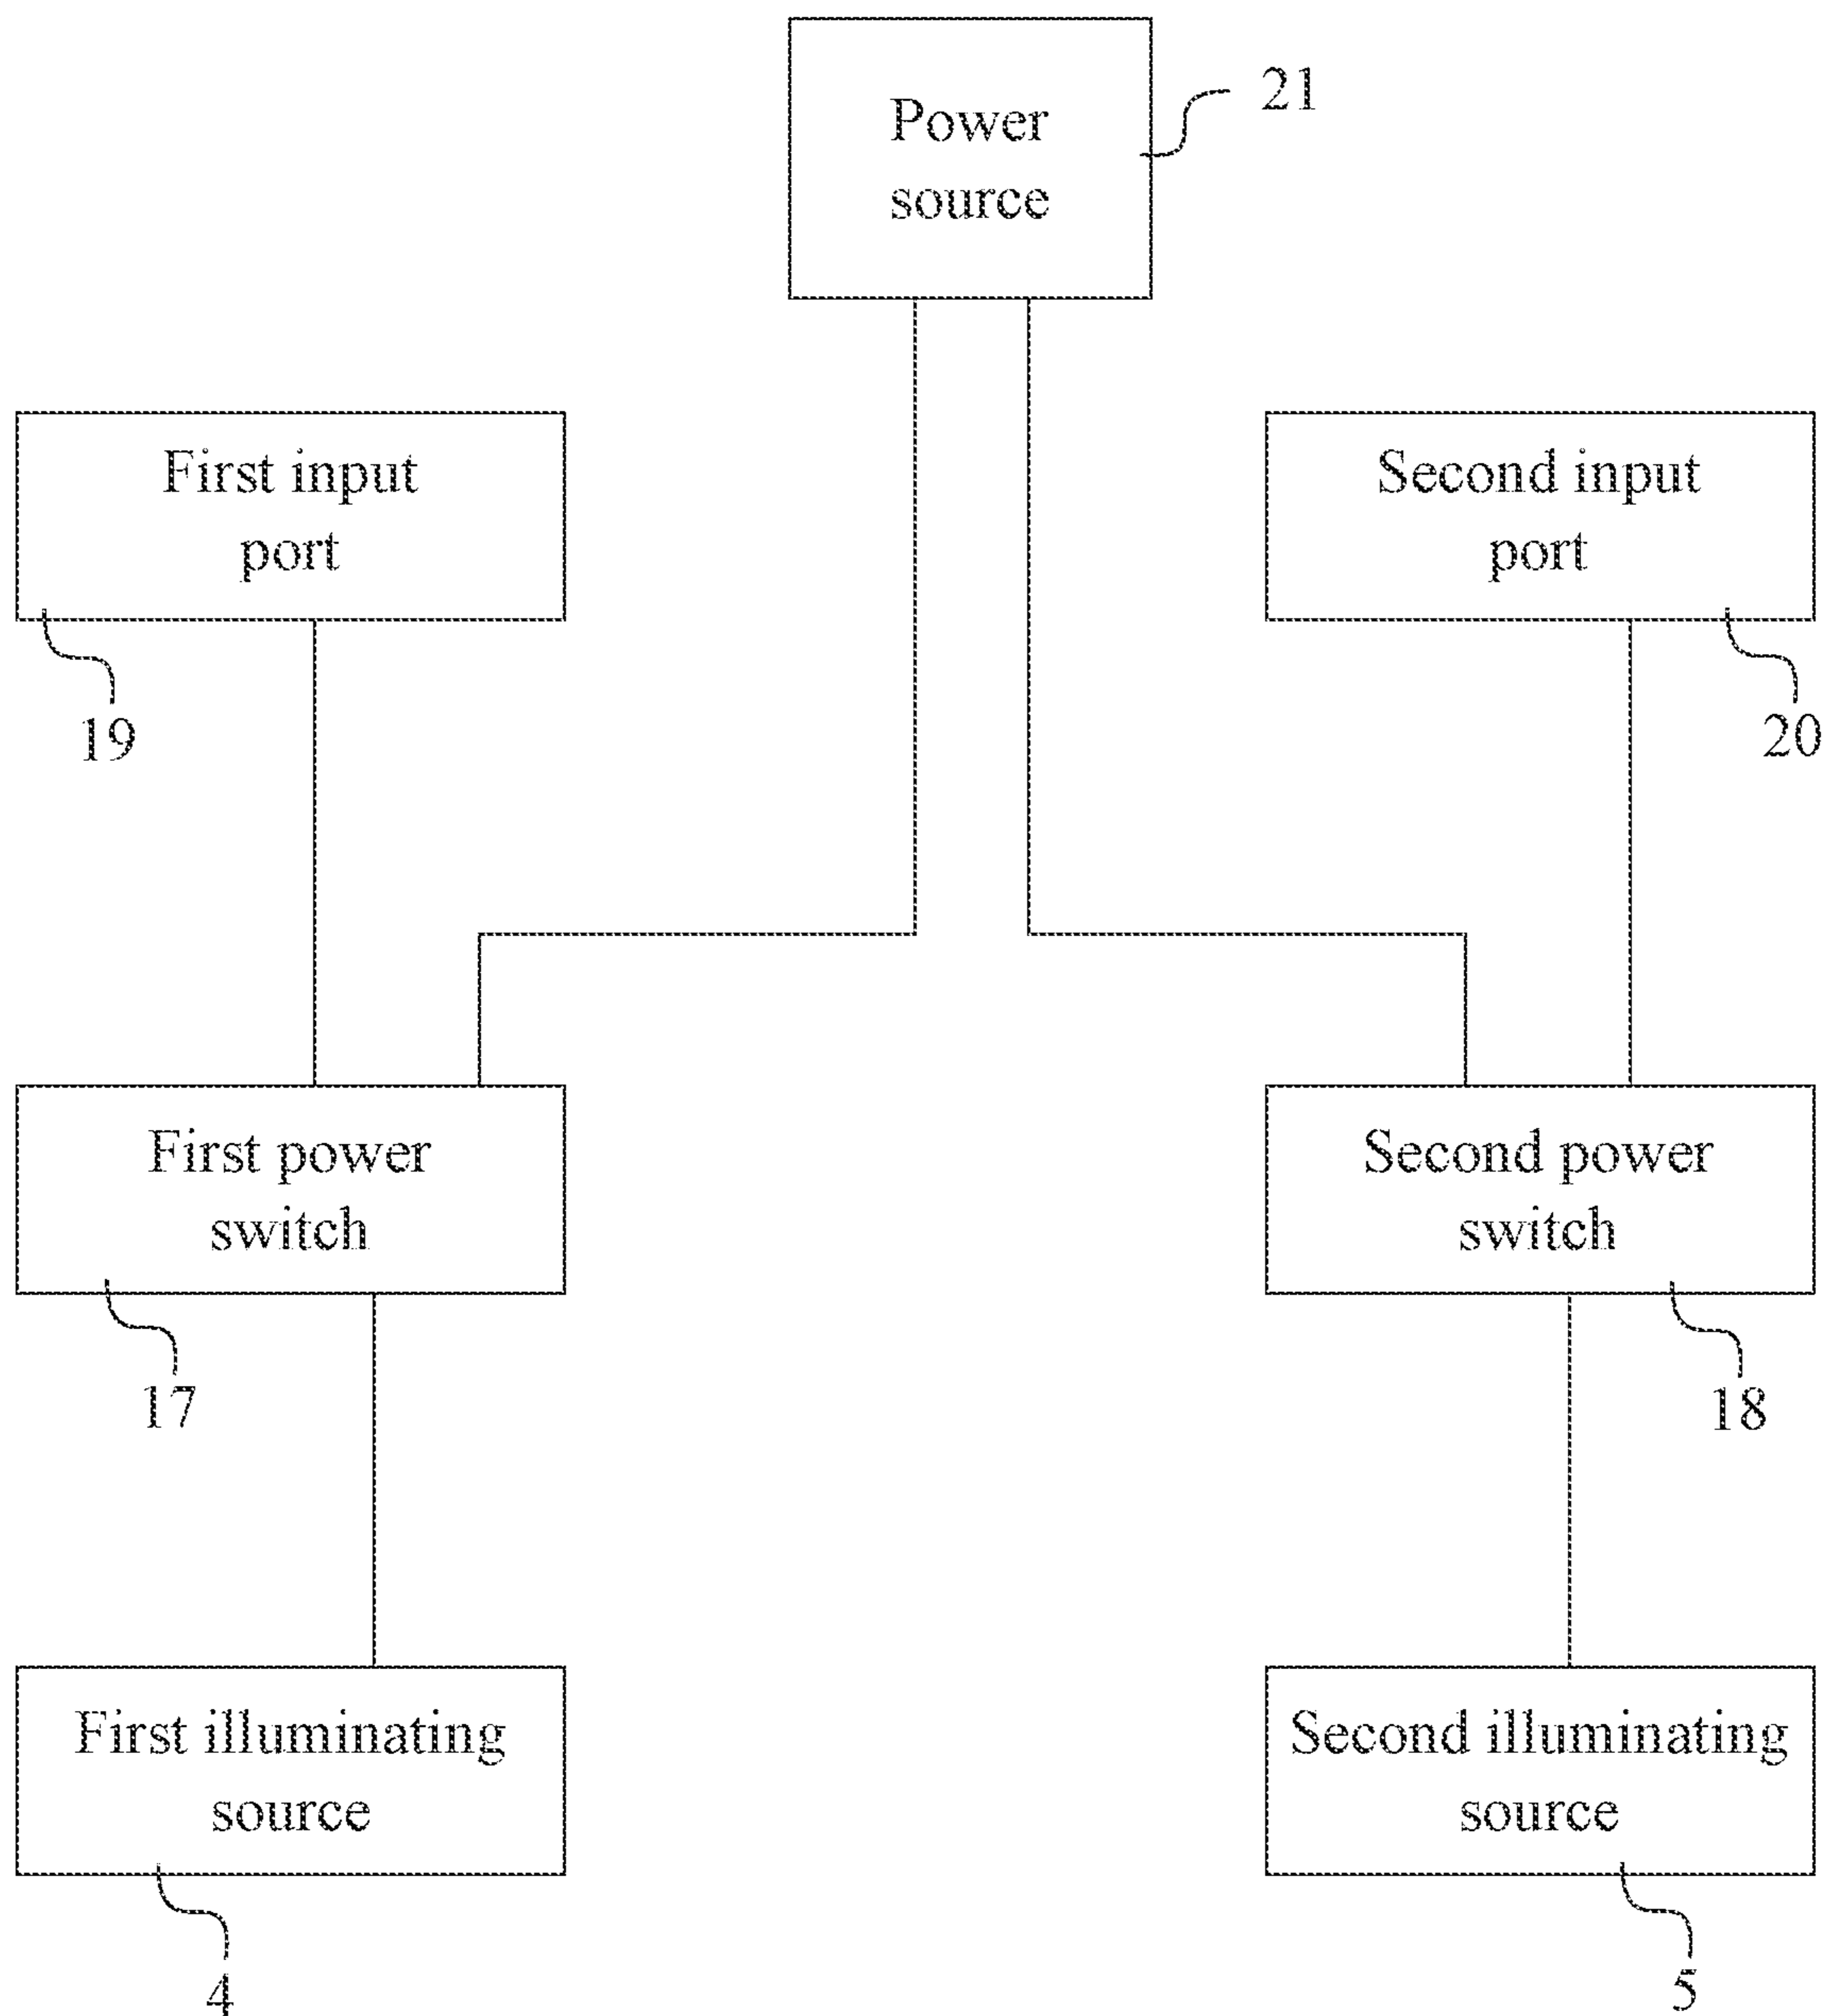 Power
source
21
First input
port
19
Second input
port
20
First power
switch
17
Second power
switch
18
First illuminating
source
4
Second illuminating
source
5